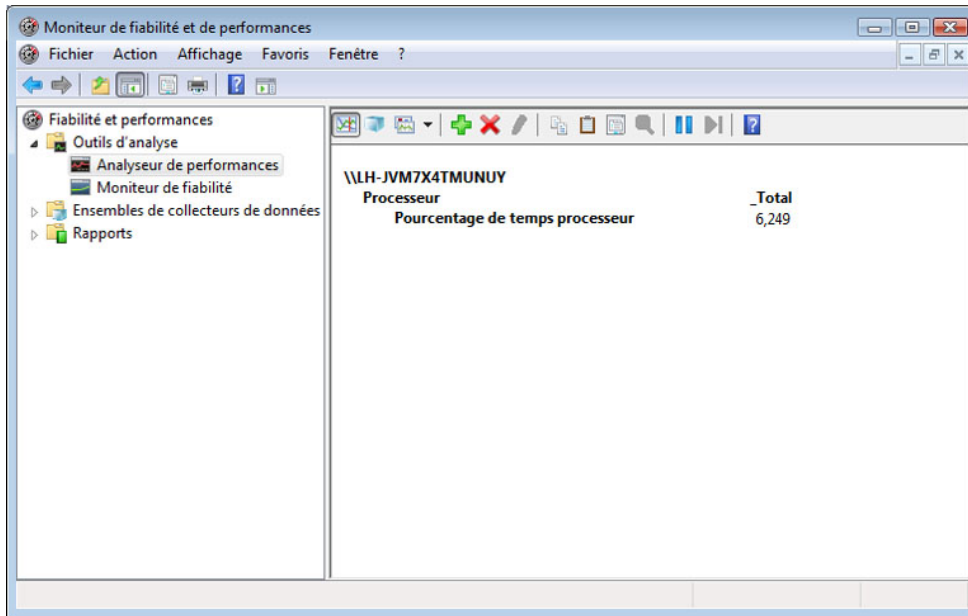 Moniteur de fiabilité et de performances
Fichier Action Affichage Favoris Fenêtre ?
Fiabilité et performances
Outils d'analyse
Analyseur de performances
Moniteur de fiabilité
Ensembles de collecteurs de données
Rapports
\\LH-JVM7X4TMUNUY
Processeur _Total
Pourcentage de temps processeur 6,249